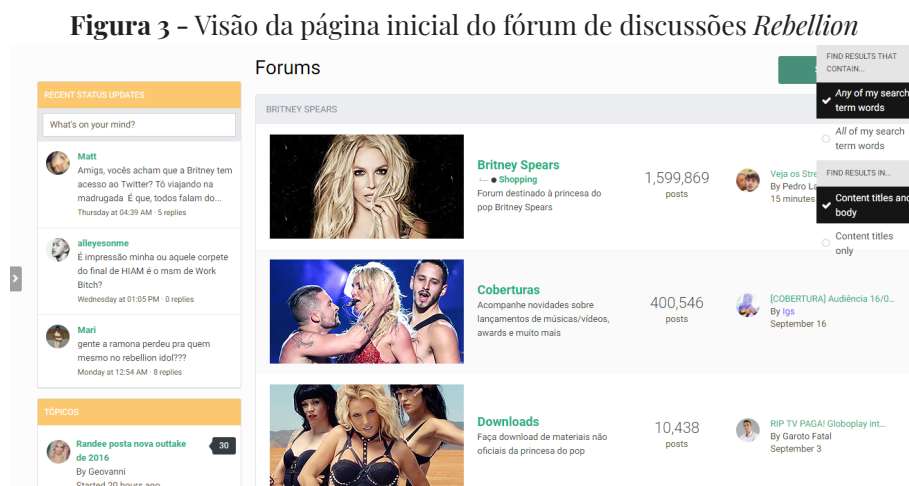 Figura 3 - Visão da página inicial do fórum de discussões Rebellion
Forums
RECENT STATUS UPDATES
What's on your mind?
Matt
Amigs, vocês acham que a Britney tem
acesso ao Twitter? Tô viajando na
madrugada É que, todos falam do...
Thursday at 04:39 AM · 5 replies
alleyesonme
É impressão minha ou aquele corpete
do final de HIAM é o msm de Work
Bitch?
Wednesday at 01:05 PM · 0 replies
Mari
gente a ramona perdeu pra quem
mesmo no rebellion idol???
Monday at 12:54 AM · 8 replies
TÓPICOS
Randee posta nova outtake
de 2016
30
By Geovanni
Started 20 hours ago
BRITNEY SPEARS
Britney Spears
Shopping
Forum destinado à princesa do
pop Britney Spears
1,599,869
posts
Veja os Stre
By Pedro La
15 minutes
Coberturas
Acompanhe novidades sobre
lançamentos de músicas/vídeos,
awards e muito mais
400,546
posts
[COBERTURA] Audiência 16/0...
By lgs
September 16
Downloads
Faça download de materiais não
oficiais da princesa do pop
10,438
posts
RIP TV PAGA! Globoplay int...
By Garoto Fatal
September 3
FIND RESULTS THAT
CONTAIN...
Any of my search
term words
All of my search
term words
FIND RESULTS IN...
Content titles and
body
Content titles
only